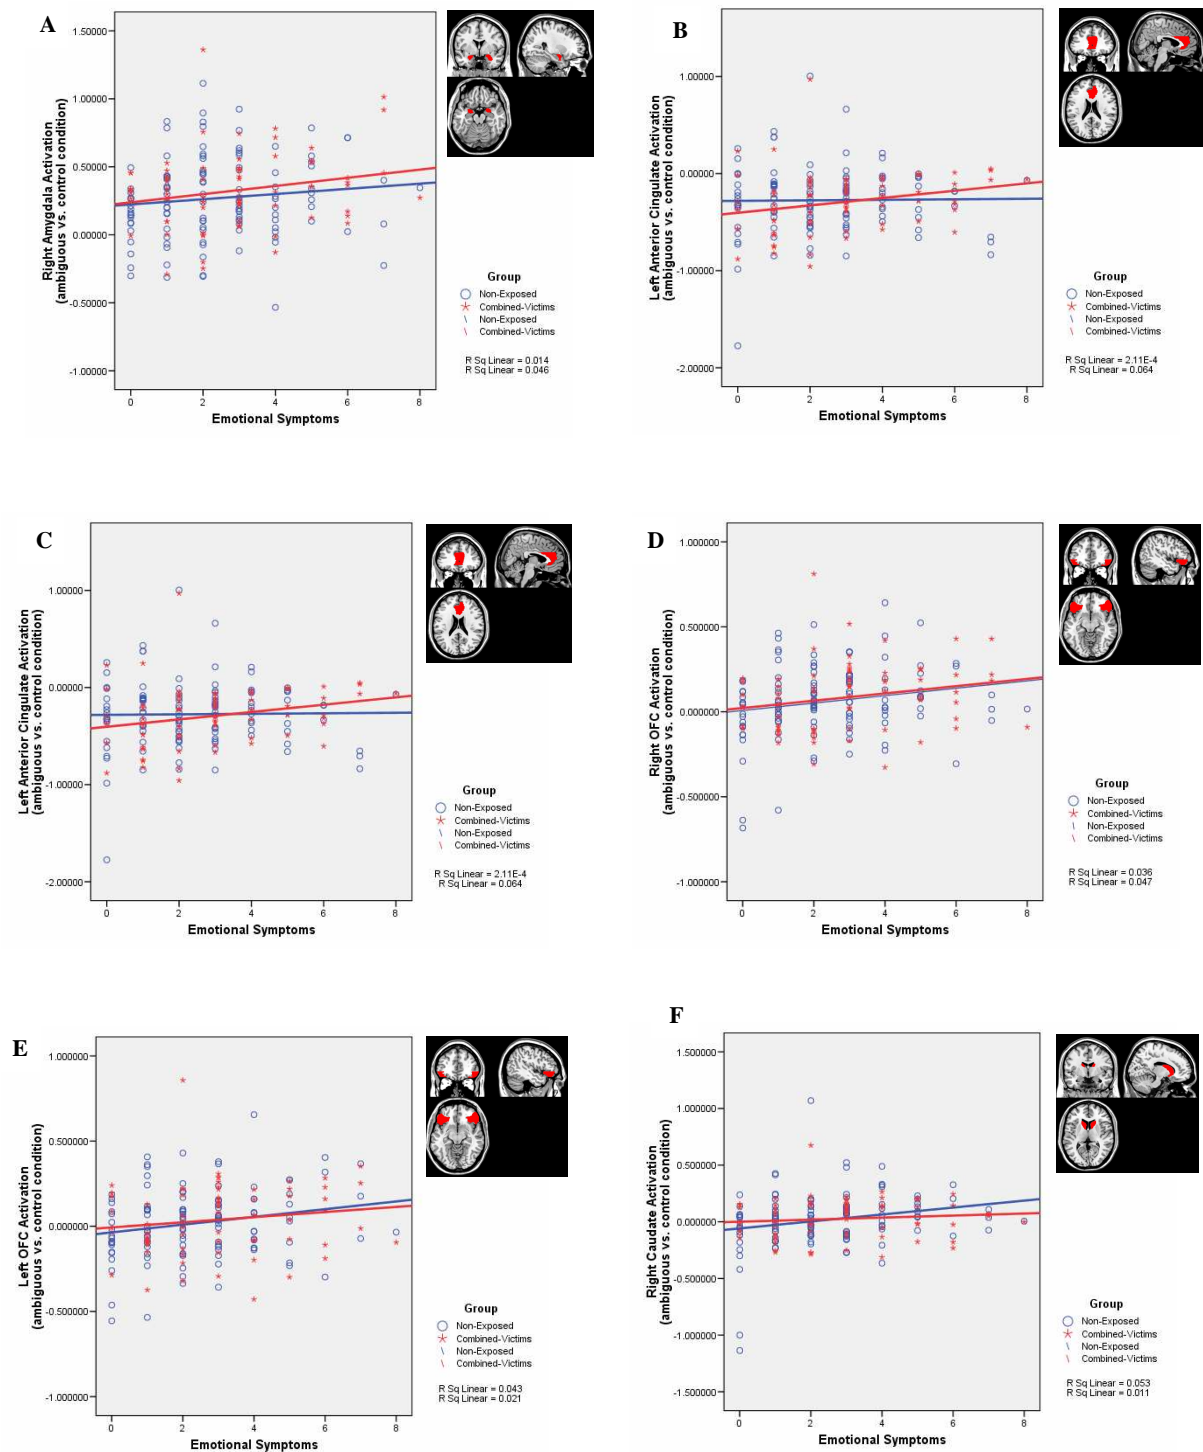 A
1.50000
1.00000
0.50000
0.00000
-0.50000
-1.00000
Right Amygdala Activation
(ambiguous vs. control condition)
0 2 4 6 8
Emotional Symptoms
Group
Non-Exposed
Combined-Victims
Non-Exposed
Combined-Victims
R Sq Linear = 0.014
R Sq Linear = 0.046
B
1.00000
0.00000
-1.00000
-2.00000
Left Anterior Cingulate Activation
(ambiguous vs. control condition)
0 2 4 6 8
Emotional Symptoms
Group
Non-Exposed
Combined-Victims
Non-Exposed
Combined-Victims
R Sq Linear = 2.11E-4
R Sq Linear = 0.064
C
1.00000
0.00000
-1.00000
-2.00000
Left Anterior Cingulate Activation
(ambiguous vs. control condition)
0 2 4 6 8
Emotional Symptoms
Group
Non-Exposed
Combined-Victims
Non-Exposed
Combined-Victims
R Sq Linear = 2.11E-4
R Sq Linear = 0.064
D
1.000000
0.500000
0.000000
-0.500000
-1.000000
Right OFC Activation
(ambiguous vs. control condition)
0 2 4 6 8
Emotional Symptoms
Group
Non-Exposed
Combined-Victims
Non-Exposed
Combined-Victims
R Sq Linear = 0.036
R Sq Linear = 0.047
E
1.000000
0.500000
0.000000
-0.500000
-1.000000
Left OFC Activation
(ambiguous vs. control condition)
0 2 4 6 8
Emotional Symptoms
Group
Non-Exposed
Combined-Victims
Non-Exposed
Combined-Victims
R Sq Linear = 0.043
R Sq Linear = 0.021
F
1.500000
1.000000
0.500000
0.000000
-0.500000
-1.000000
-1.500000
Right Caudate Activation
(ambiguous vs. control condition)
0 2 4 6 8
Emotional Symptoms
Group
Non-Exposed
Combined-Victims
Non-Exposed
Combined-Victims
R Sq Linear = 0.053
R Sq Linear = 0.011